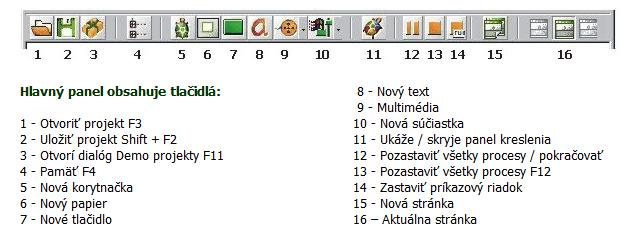 1 2 3 4 5 6 7 8 9 10 11 12 13 14 15 16
Hlavný panel obsahuje tlačidlá:
1 - Otvoriť projekt F3
2 - Uložiť projekt Shift + F2
3 - Otvorí dialóg Demo projekty F11
4 - Pamäť F4
5 - Nová korytnačka
6 - Nový papier
7 - Nové tlačidlo
8 - Nový text
9 - Multimédia
10 - Nová súčiastka
11 - Ukáže / skryje panel kreslenia
12 - Pozastaviť všetky procesy / pokračovať
13 - Pozastaviť všetky procesy F12
14 - Zastaviť príkazový riadok
15 - Nová stránka
16 – Aktuálna stránka